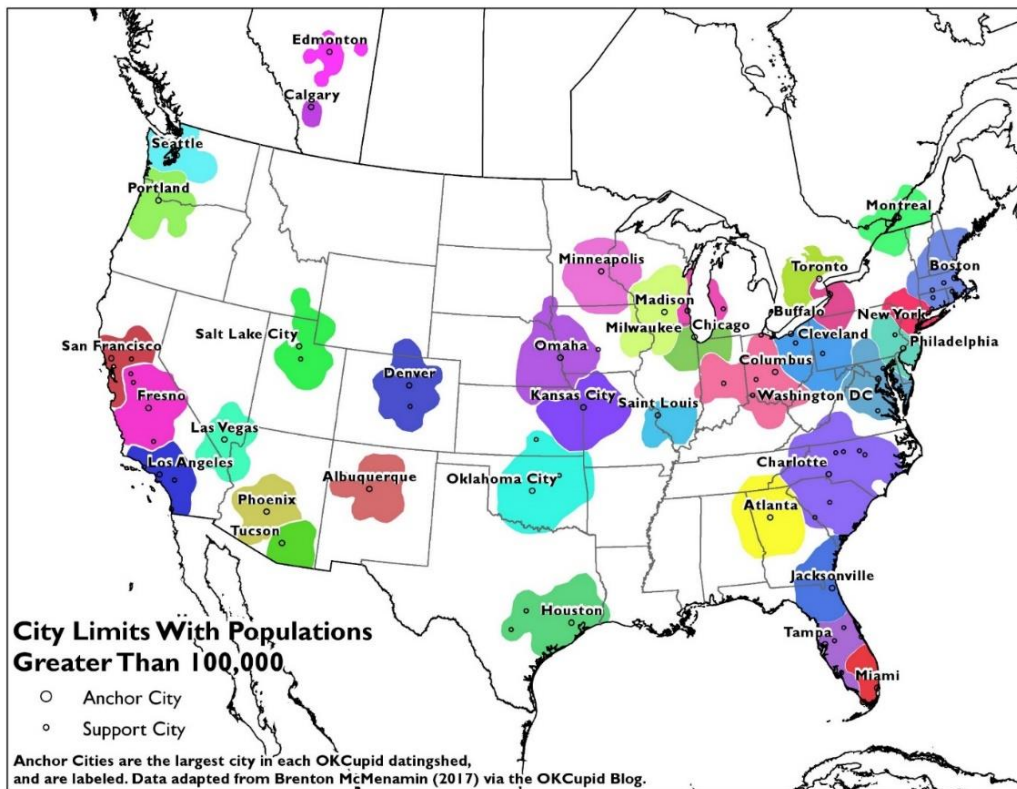 Edmonton
Calgary
Seattle
Portland
Montreal
Minneapolis
Toronto
Boston
Madison
Buffalo
New York
Milwaukee
Chicago
Cleveland
Salt Lake City
San Francisco
Omaha
Philadelphia
Columbus
Denver
Fresno
Kansas City
Washington DC
Saint Louis
Las Vegas
Los Angeles
Charlotte
Albuquerque
Oklahoma City
Phoenix
Atlanta
Tucson
Jacksonville
Houston
Tampa
Miami
City Limits With Populations
Greater Than 100,000
Anchor City
Support City
Anchor Cities are the largest city in each OKCupid datingshed,
and are labeled. Data adapted from Brenton McMenamin (2017) via the OKCupid Blog.